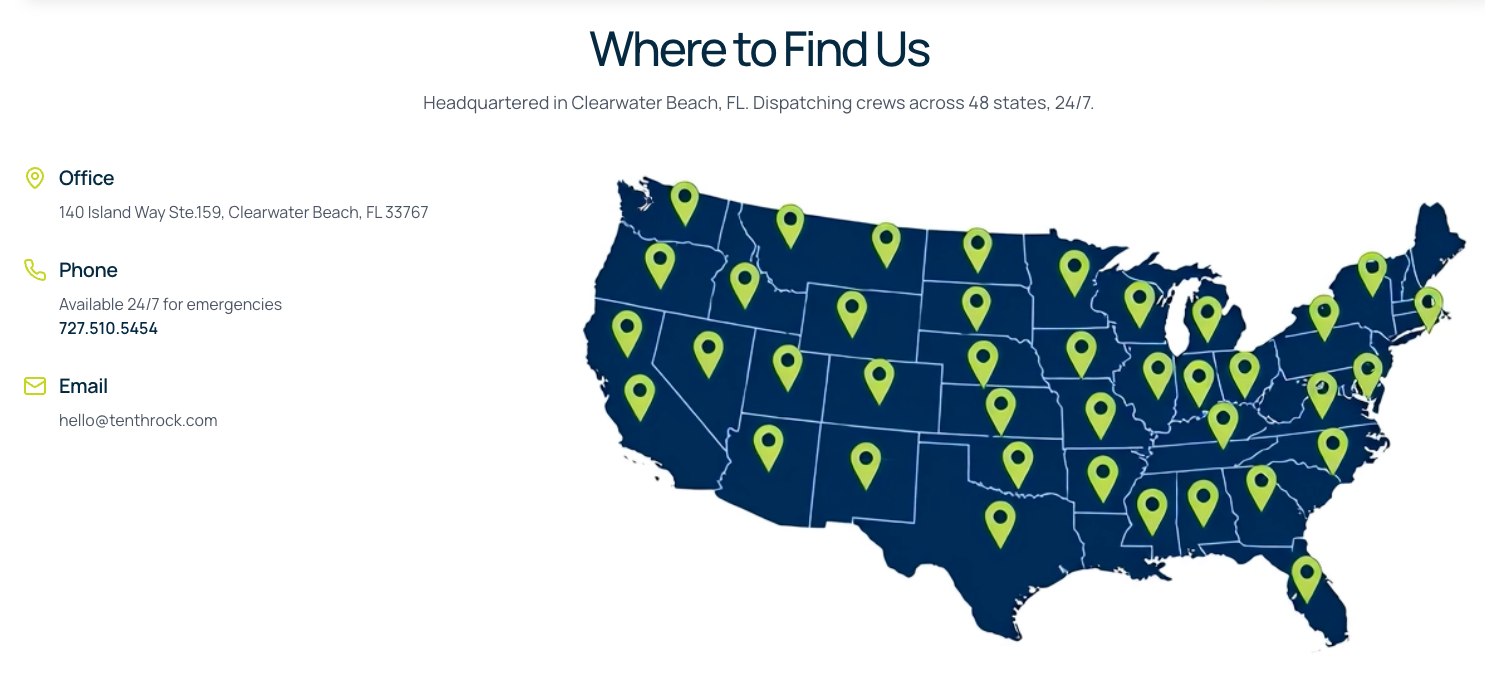 Where to Find Us
Headquartered in Clearwater Beach, FL. Dispatching crews across 48 states, 24/7.
Office
140 Island Way Ste.159, Clearwater Beach, FL 33767
Phone
Available 24/7 for emergencies
727.510.5454
Email
hello@tenthrock.com